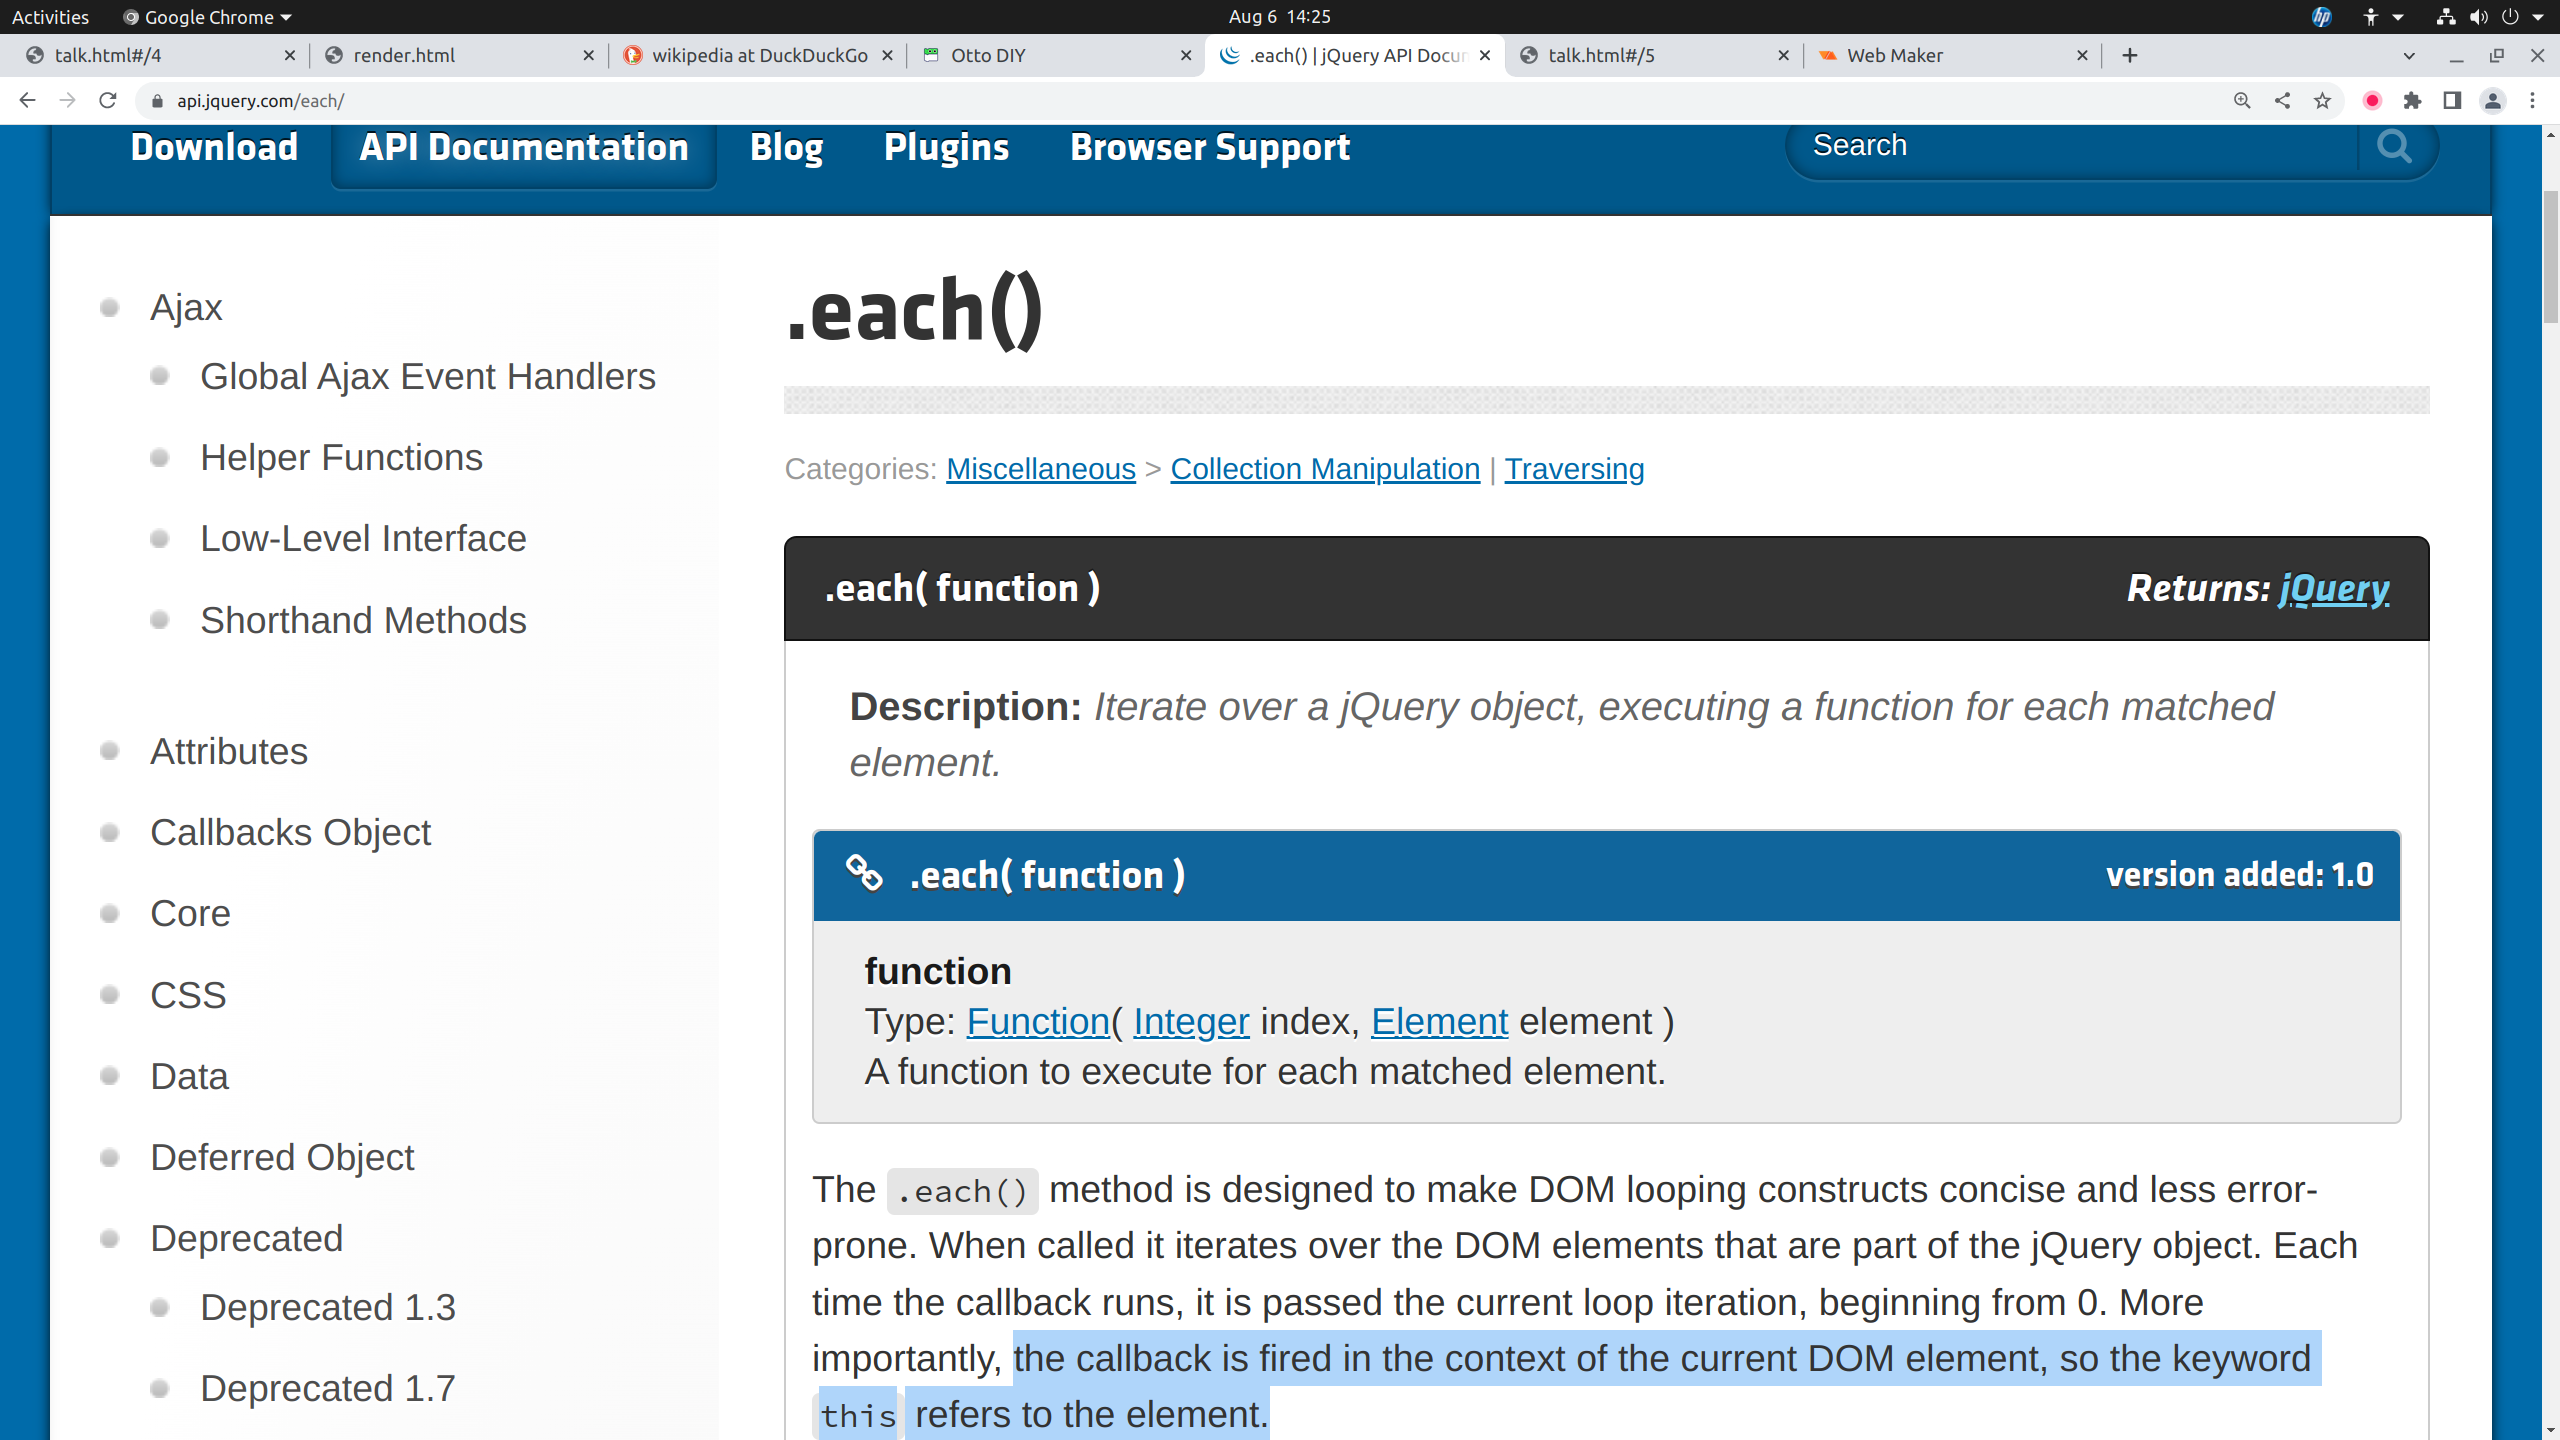 Activities
Google Chrome
Aug 6 14:25
talk.html#/4
render.html
wikipedia at DuckDuckGo
Otto DIY
.each() | jQuery API Docum
talk.html#/5
Web Maker
api.jquery.com/each/
Download
API Documentation
Blog
Plugins
Browser Support
Search
Ajax
Global Ajax Event Handlers
Helper Functions
Low-Level Interface
Shorthand Methods
Attributes
Callbacks Object
Core
CSS
Data
Deferred Object
Deprecated
Deprecated 1.3
Deprecated 1.7
.each()
Categories: Miscellaneous > Collection Manipulation | Traversing
.each( function )
Returns: jQuery
Description: Iterate over a jQuery object, executing a function for each matched
element.
.each( function )
version added: 1.0
function
Type: Function( Integer index, Element element )
A function to execute for each matched element.
The .each() method is designed to make DOM looping constructs concise and less error-
prone. When called it iterates over the DOM elements that are part of the jQuery object. Each
time the callback runs, it is passed the current loop iteration, beginning from 0. More
importantly, the callback is fired in the context of the current DOM element, so the keyword
this refers to the element.